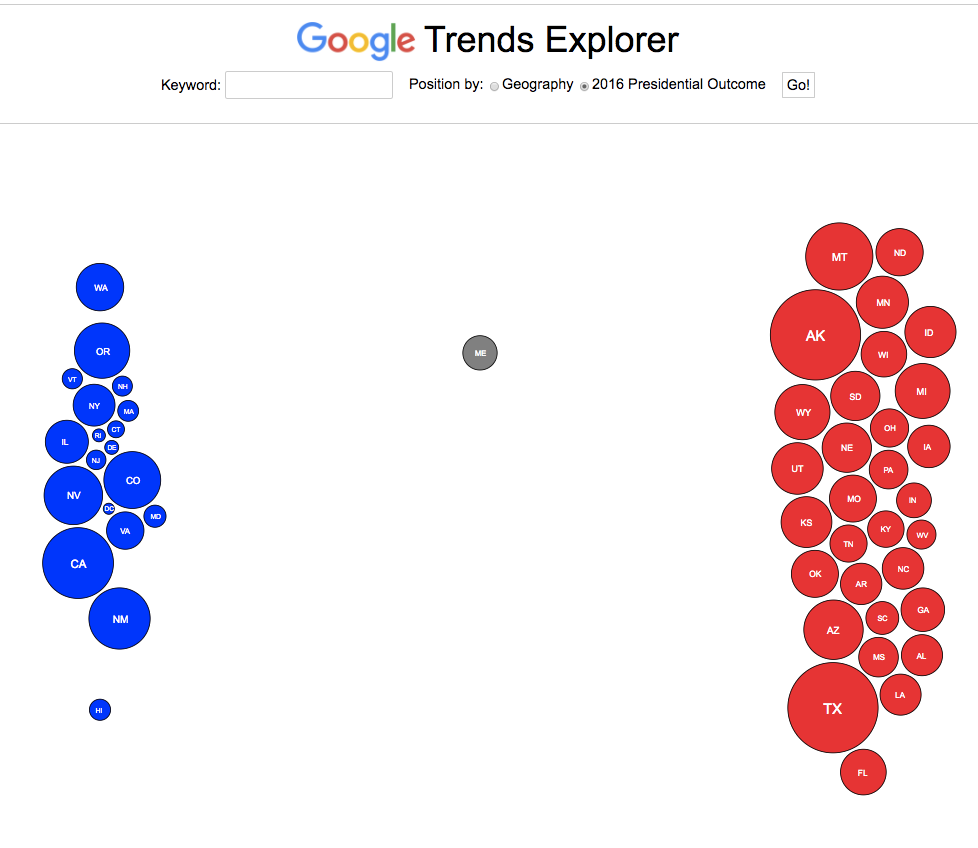 Google Trends Explorer
Keyword: Position by: Geography 2016 Presidential Outcome Go!
WA
OR
VT
NH
NY
MA
CT
RI
IL
DE
NJ
CO
NV
DC
MD
VA
CA
NM
HI
ME
MT
ND
MN
AK
ID
WI
MI
SD
WY
OH
NE
IA
UT
PA
MO
IN
KS
KY
WV
TN
NC
OK
AR
GA
SC
AZ
AL
MS
LA
TX
FL